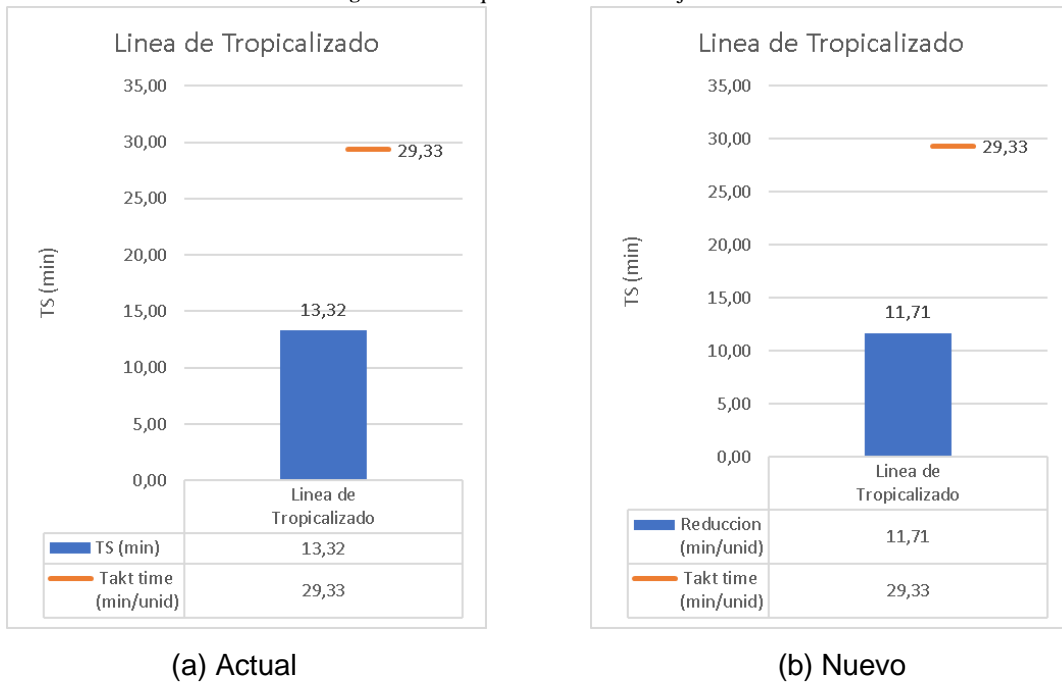 Linea de Tropicalizado
35,00
30,00
25,00
20,00
15,00
10,00
5,00
0,00
TS (min)
29,33
13,32
Linea de
Tropicalizado
TS (min) 13,32
Takt time
(min/unid) 29,33
(a) Actual
Linea de Tropicalizado
35,00
30,00
25,00
20,00
15,00
10,00
5,00
0,00
TS (min)
29,33
11,71
Linea de
Tropicalizado
Reduccion
(min/unid) 11,71
Takt time
(min/unid) 29,33
(b) Nuevo